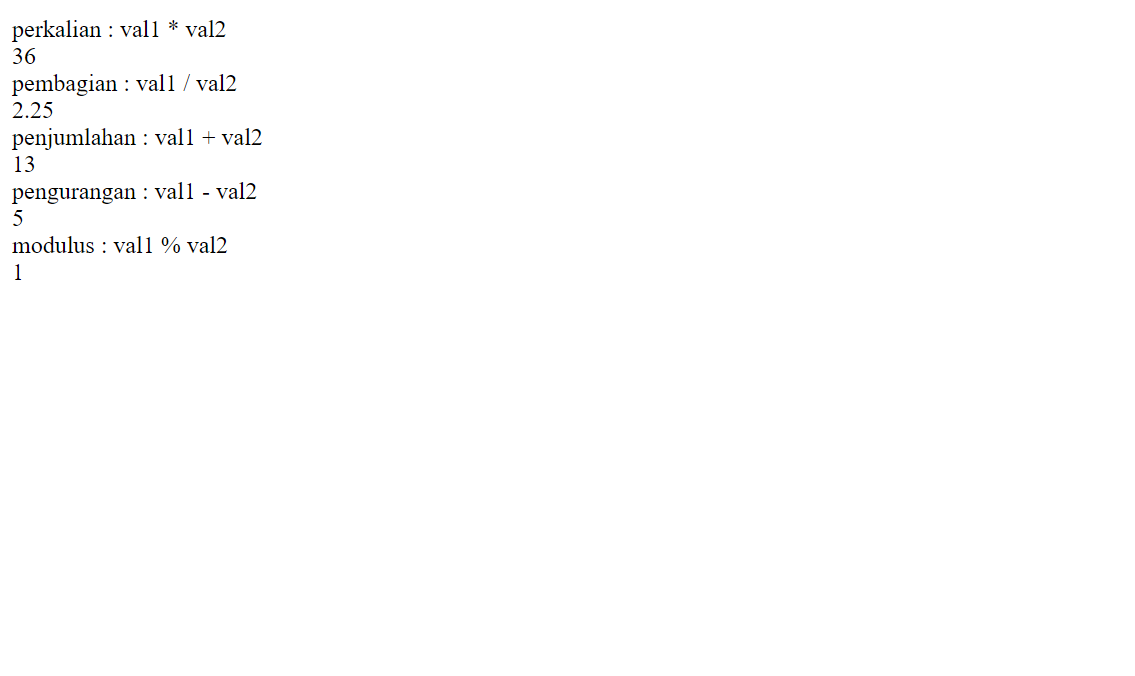 perkalian : val1 * val2
36
pembagian : val1 / val2
2.25
penjumlahan : val1 + val2
13
pengurangan : val1 - val2
5
modulus : val1 % val2
1